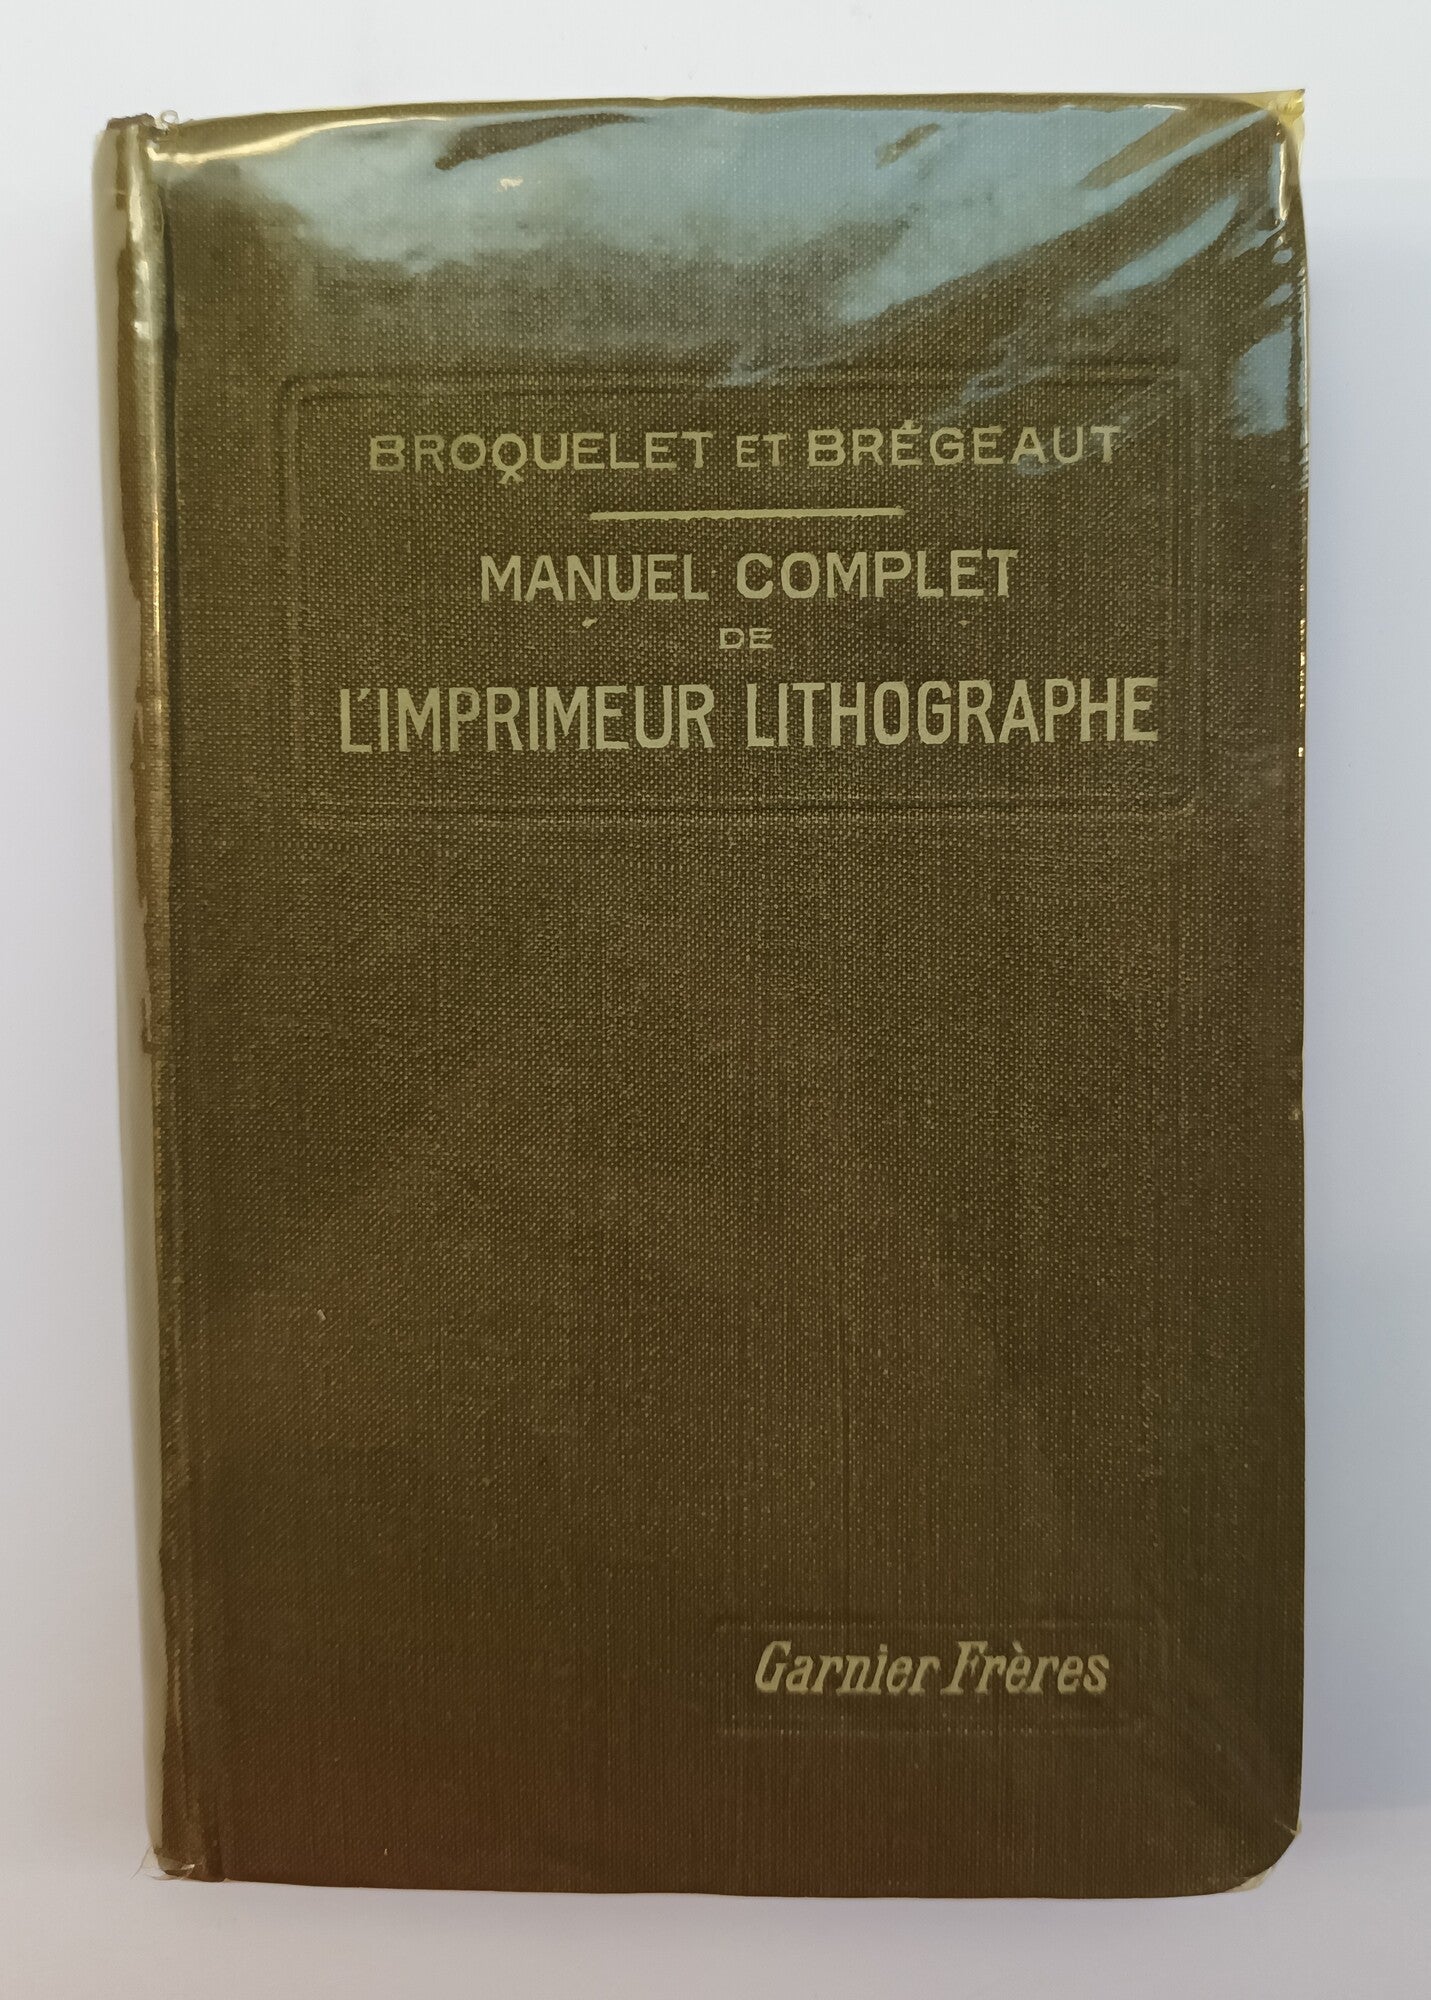 BROQUELET ET BRÉGEAUT
MANUEL COMPLET
DE
L'IMPRIMEUR LITHOGRAPHE
Garnier Frères